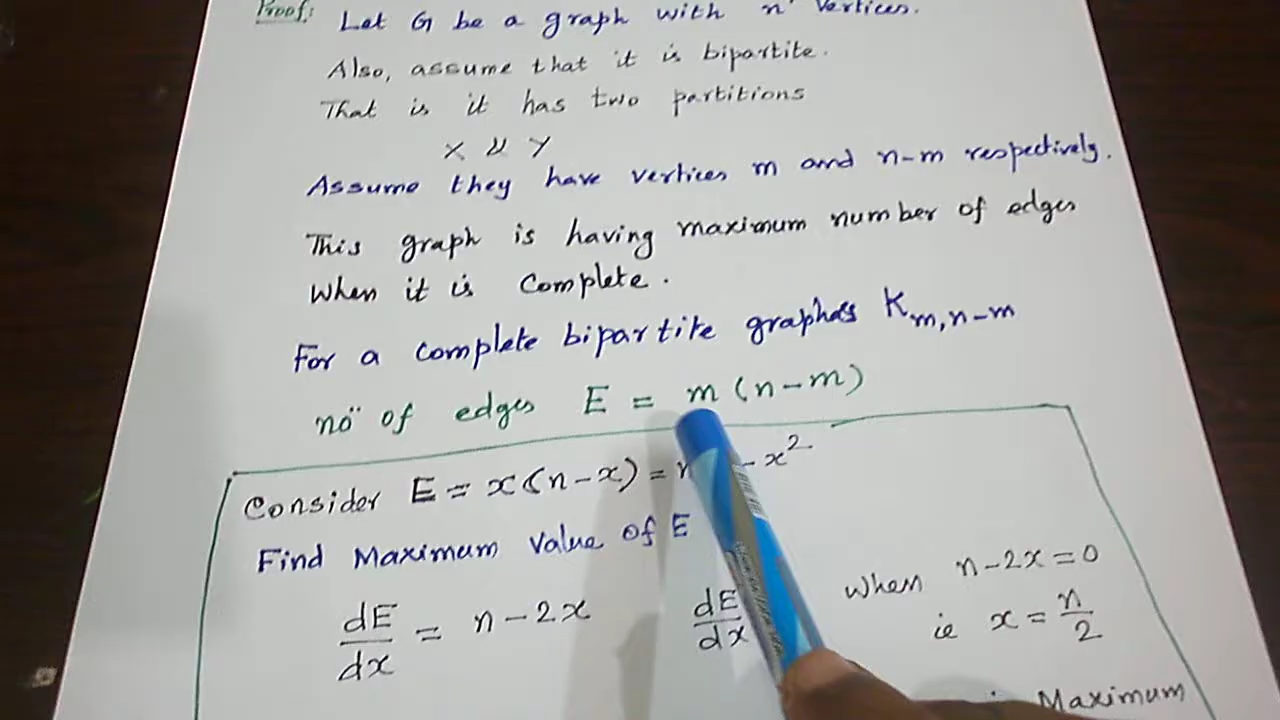 Proof: Let G be a graph with n vertices.
Also, assume that it is bipartite.
That is it has two partitions
X ∪ Y
Assume they have vertices m and n-m respectively.
This graph is having maximum number of edges
when it is complete.
For a complete bipartite graphs K_{m,n-m}
no of edges E = m(n-m)
Consider E = x(n-x) = n - x²
Find Maximum value of E
dE/dx = n-2x dE/dx when n-2x=0
ie x = n/2
Maximum